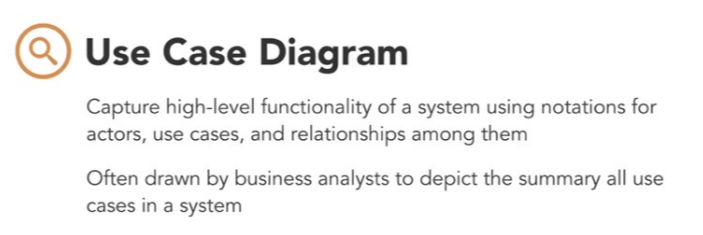 Use Case Diagram
Capture high-level functionality of a system using notations for
actors, use cases, and relationships among them
Often drawn by business analysts to depict the summary all use
cases in a system